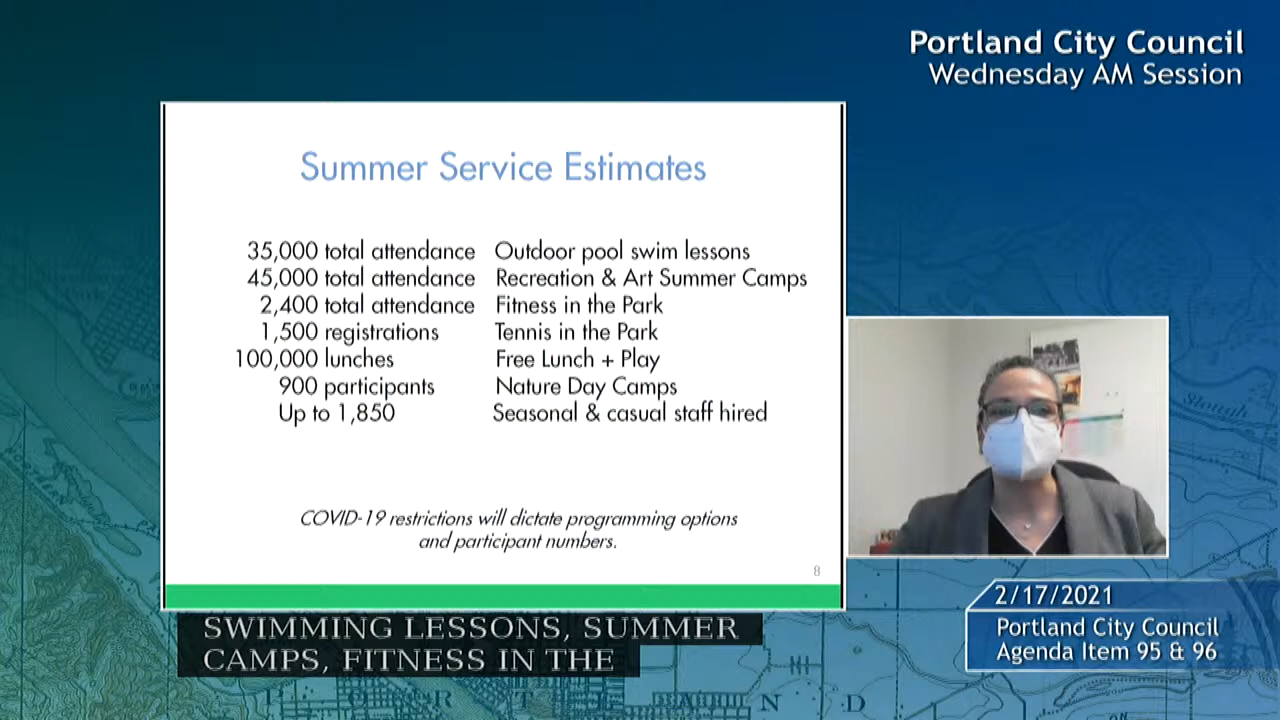 Portland City Council
Wednesday AM Session
Summer Service Estimates
35,000 total attendance Outdoor pool swim lessons
45,000 total attendance Recreation & Art Summer Camps
2,400 total attendance Fitness in the Park
1,500 registrations Tennis in the Park
100,000 lunches Free Lunch + Play
900 participants Nature Day Camps
Up to 1,850 Seasonal & casual staff hired
COVID-19 restrictions will dictate programming options
and participant numbers.
8
Slough
2/17/2021
Portland City Council
Agenda Item 95 & 96
SWIMMING LESSONS, SUMMER
CAMPS, FITNESS IN THE
P O R T L A N D